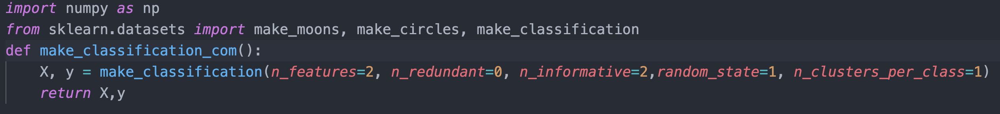 import numpy as np
from sklearn.datasets import make_moons, make_circles, make_classification
def make_classification_com():
    X, y = make_classification(n_features=2, n_redundant=0, n_informative=2,random_state=1, n_clusters_per_class=1)
    return X,y